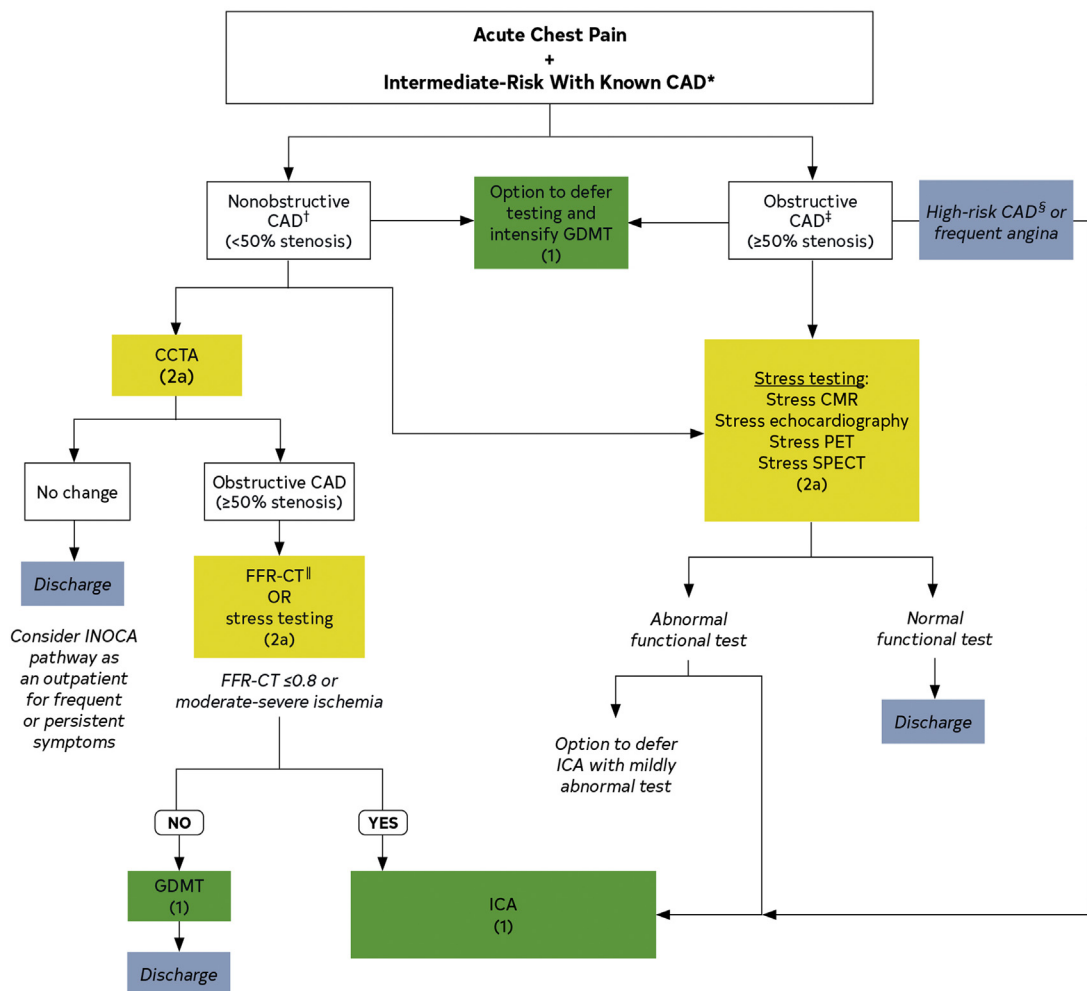 Acute Chest Pain
+
Intermediate-Risk With Known CAD*
Nonobstructive
CAD†
(<50% stenosis)
Option to defer
testing and
intensify GDMT
(1)
Obstructive
CAD‡
(≥50% stenosis)
High-risk CAD§ or
frequent angina
CCTA
(2a)
Stress testing:
Stress CMR
Stress echocardiography
Stress PET
Stress SPECT
(2a)
No change
Obstructive CAD
(≥50% stenosis)
Discharge
Consider INOCA
pathway as
an outpatient
for frequent
or persistent
symptoms
FFR-CT‖
OR
stress testing
(2a)
FFR-CT ≤0.8 or
moderate-severe ischemia
Abnormal
functional test
Normal
functional test
Option to defer
ICA with mildly
abnormal test
Discharge
NO
YES
GDMT
(1)
ICA
(1)
Discharge